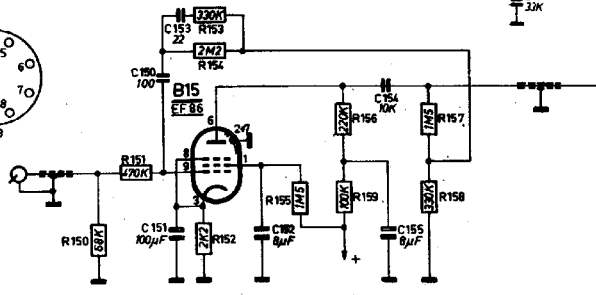 33K
330K
C153
22
R153
2M2
R154
C150
100
B15
EF86
6
5
6
7
8
3
2
7
8
9
1
3
C154
10K
220K
R156
1M5
R157
R151
470K
R155
1M5
100K
R159
330K
R158
R150
68K
C151
100µF
2K2
R152
8µF
C155
8µF
+